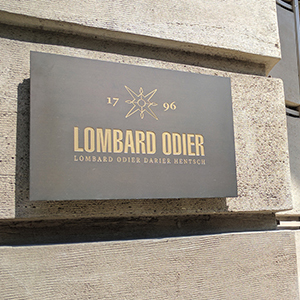 17 96
LOMBARD ODIER
LOMBARD ODIER DARIER HENTSCH